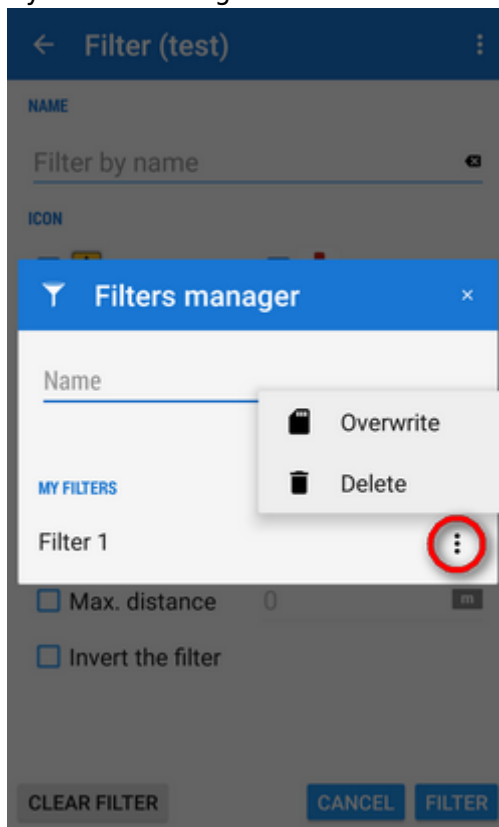 Filter (test)
NAME
Filter by name
ICON
Filters manager
Name
Overwrite
Delete
MY FILTERS
Filter 1
Max. distance 0 m
Invert the filter
CLEAR FILTER CANCEL FILTER